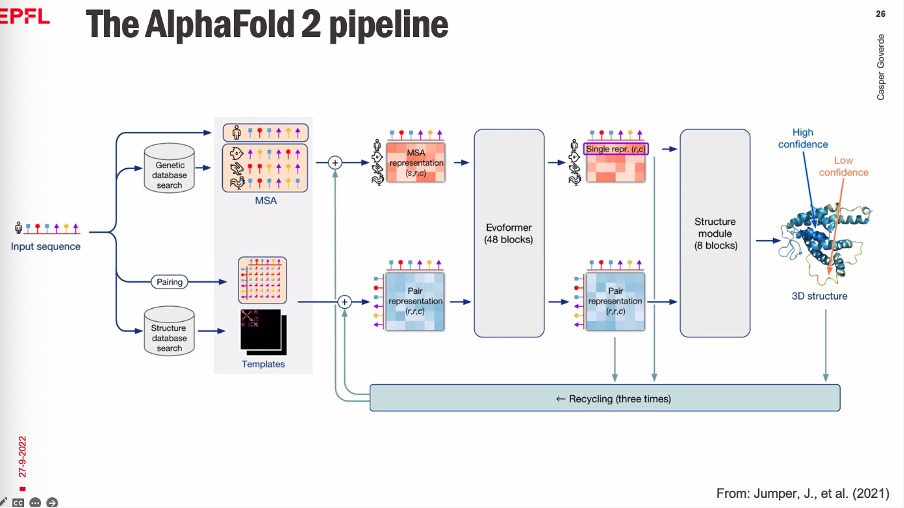 EPFL
The AlphaFold 2 pipeline
26
Casper Goverde
Input sequence
Genetic
database
search
MSA
Pairing
Structure
database
search
Templates
+
+
MSA
representation
(s,r,c)
Pair
representation
(r,r,c)
Evoformer
(48 blocks)
Single repr. (r,c)
Pair
representation
(r,r,c)
Structure
module
(8 blocks)
High
confidence
Low
confidence
3D structure
← Recycling (three times)
27-9-2022
CC
From: Jumper, J., et al. (2021)